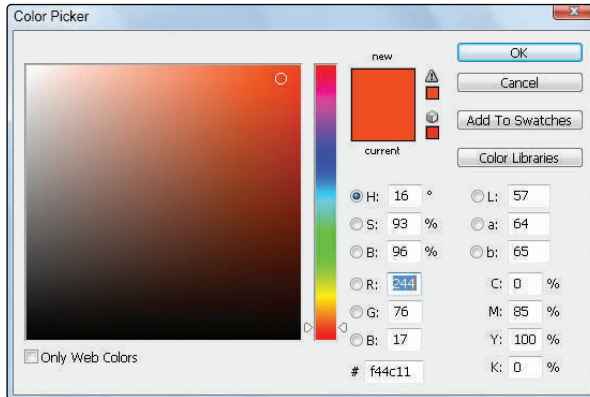 Color Picker
new
OK
Cancel
Add To Swatches
current
Color Libraries
H: 16 ° L: 57
S: 93 % a: 64
B: 96 % b: 65
R: 244 C: 0 %
G: 76 M: 85 %
B: 17 Y: 100 %
Only Web Colors
# f44c11 K: 0 %